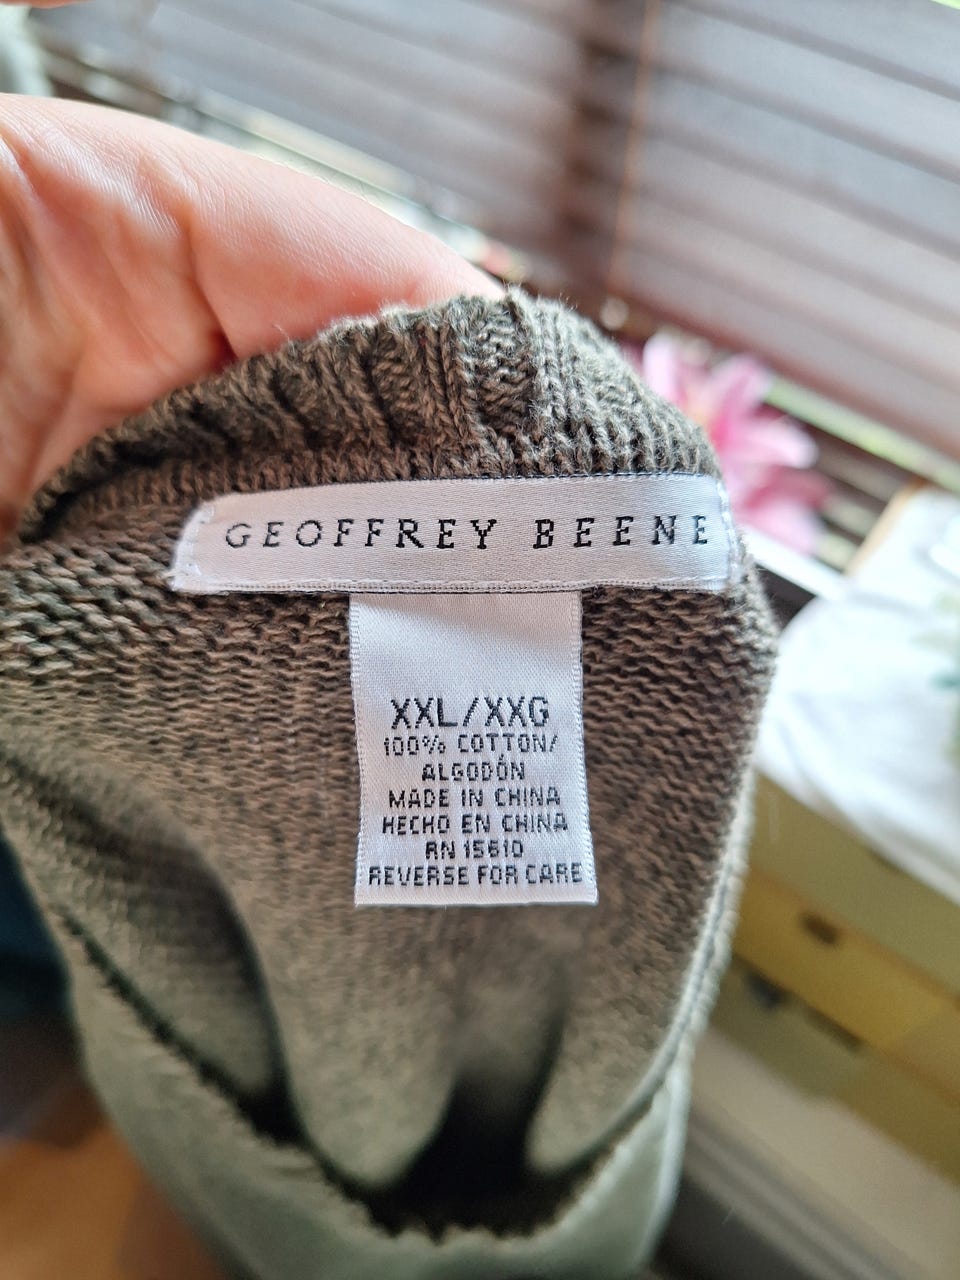 GEOFFREY BEENE
XXL/XXG
100% COTTON/
ALGODÓN
MADE IN CHINA
HECHO EN CHINA
RN 15610
REVERSE FOR CARE